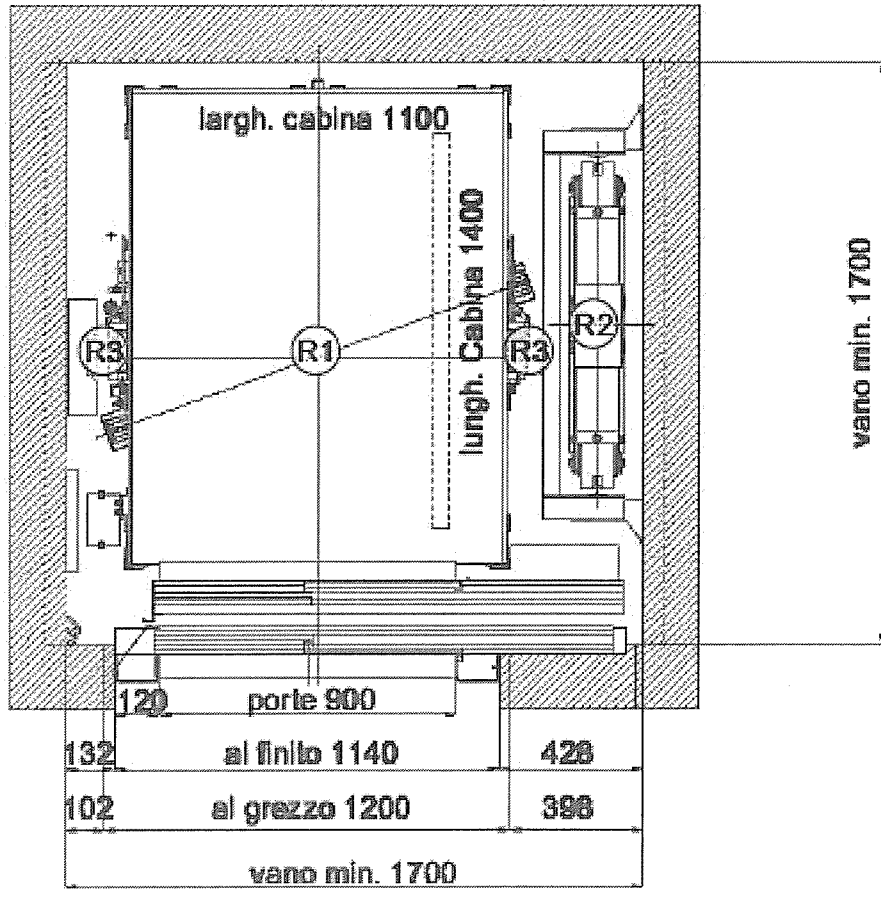 largh. cabina 1100
lungh. Cabina 1400
vano min. 1700
R3
R1
R3
R2
120
porte 900
132
al finito 1140
428
102
al grezzo 1200
398
vano min. 1700